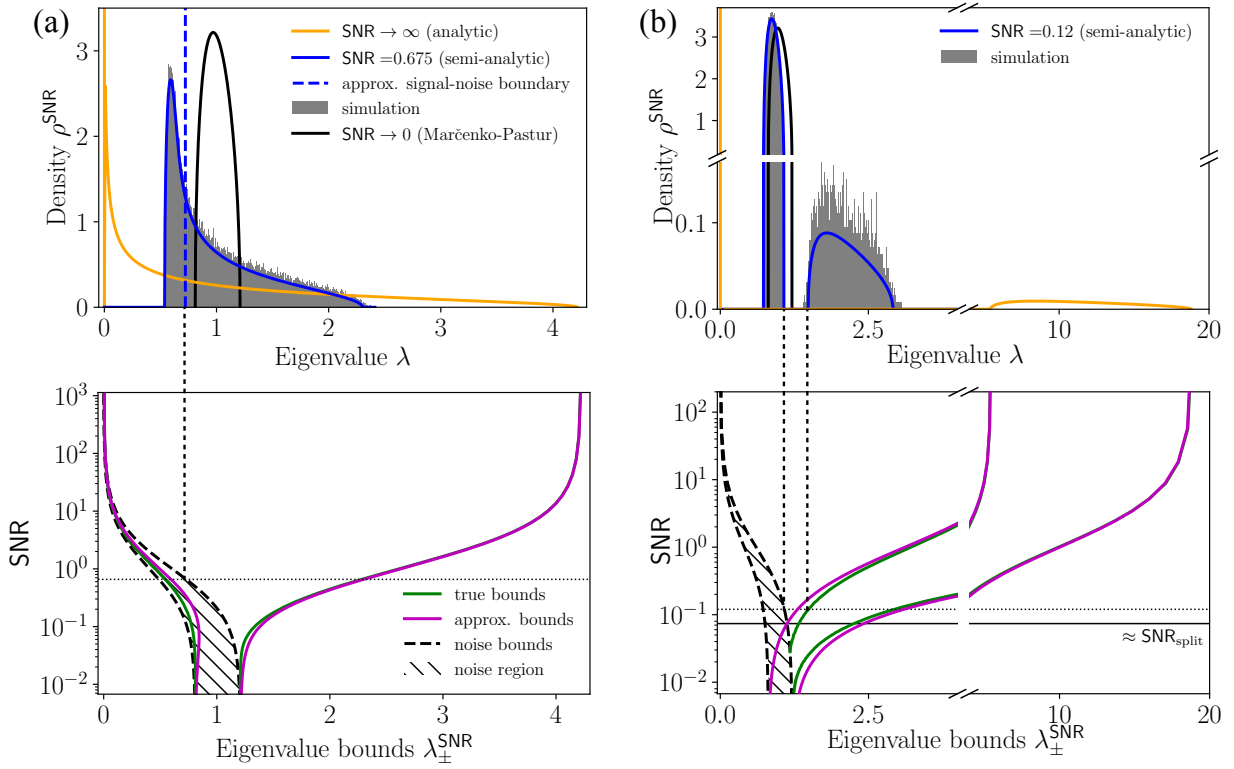 (a)
SNR → ∞ (analytic)
SNR =0.675 (semi-analytic)
approx. signal-noise boundary
simulation
SNR → 0 (Marčenko-Pastur)
Density ρ^SNR
3
2
1
0
0 1 2 3 4
Eigenvalue λ
(b)
SNR =0.12 (semi-analytic)
simulation
Density ρ^SNR
3
2
1
0.1
0.0
0.0 2.5 10 20
Eigenvalue λ
SNR
10^3
10^2
10^1
10^0
10^-1
10^-2
true bounds
approx. bounds
noise bounds
noise region
0 1 2 3 4
Eigenvalue bounds λ_±^SNR
SNR
10^2
10^1
10^0
10^-1
10^-2
≈ SNR_split
0.0 2.5 10 20
Eigenvalue bounds λ_±^SNR